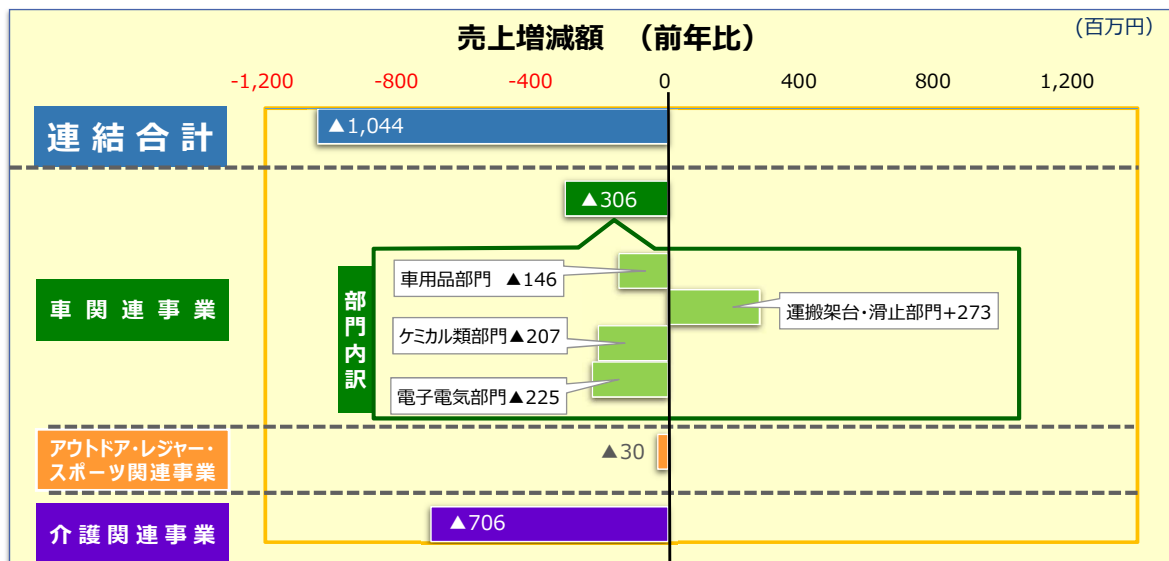 売上増減額 （前年比）
(百万円)
-1,200 -800 -400 0 400 800 1,200
連結合計
▲1,044
▲306
車関連事業
部門内訳
車用品部門 ▲146
運搬架台・滑止部門+273
ケミカル類部門▲207
電子電気部門▲225
アウトドア・レジャー・
スポーツ関連事業
▲30
介護関連事業
▲706